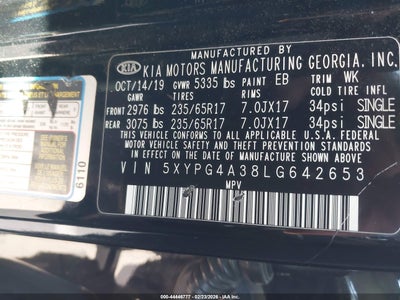 MANUFACTURED BY
KIA KIA MOTORS MANUFACTURING GEORGIA, INC.
OCT/14/19 GVWR 5335 lbs PAINT EB TRIM WK
GAWR TIRES RIMS COLD TIRE INFL
FRONT 2976 lbs 235/65R17 7.0JX17 34psi SINGLE
REAR 3075 lbs 235/65R17 7.0JX17 34psi SINGLE
THIS VEHICLE CONFORMS TO ALL APPLICABLE U.S.A. FEDERAL
MOTOR VEHICLE SAFETY STANDARDS IN EFFECT ON
THE DATE OF MANUFACTURE SHOWN ABOVE.
VIN 5XYPG4A38LG642653
MPV
6110
000-44446777 - 02/23/2026 - IAA Inc.